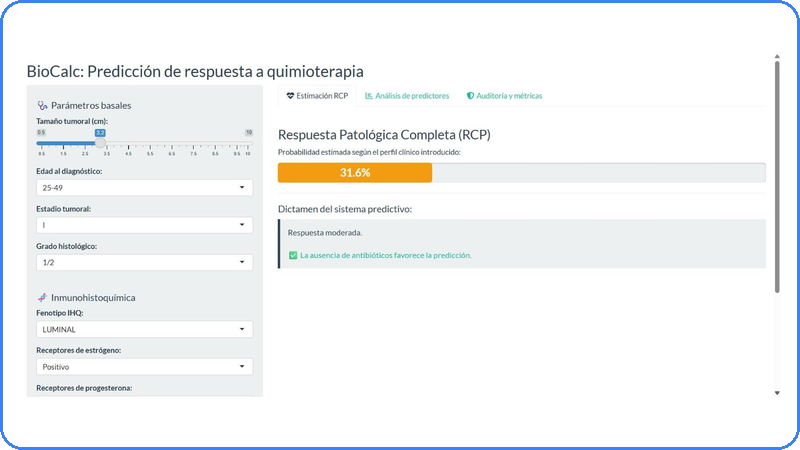 BioCalc: Predicción de respuesta a quimioterapia
Parámetros basales
Tamaño tumoral (cm):
0.5 3.2 10
0.5 1.5 2.5 3.5 4.5 5.5 6.5 7.5 8.5 9.5 10
Edad al diagnóstico:
25-49
Estadio tumoral:
I
Grado histológico:
1/2
Inmunohistoquímica
Fenotipo IHQ:
LUMINAL
Receptores de estrógeno:
Positivo
Receptores de progesterona:
Estimación RCP Análisis de predictores Auditoría y métricas
Respuesta Patológica Completa (RCP)
Probabilidad estimada según el perfil clínico introducido:
31.6%
Dictamen del sistema predictivo:
Respuesta moderada.
La ausencia de antibióticos favorece la predicción.